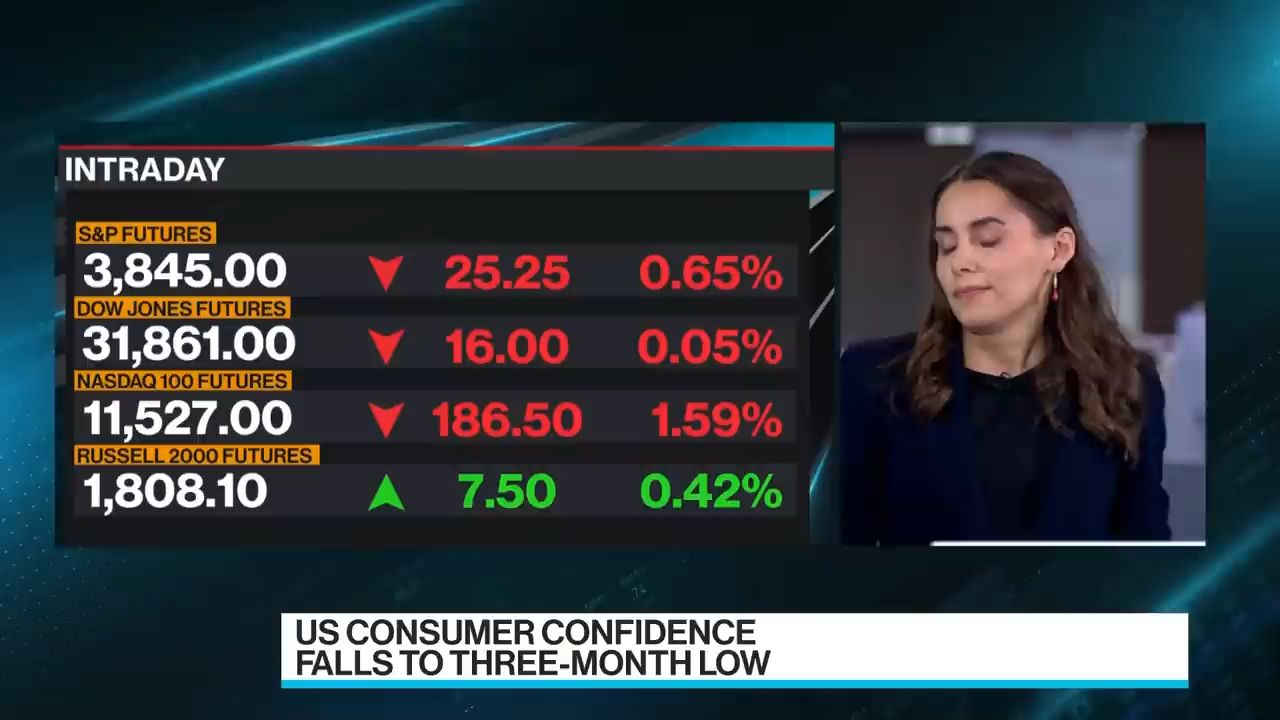 INTRADAY
S&P FUTURES
3,845.00 ▼ 25.25 0.65%
DOW JONES FUTURES
31,861.00 ▼ 16.00 0.05%
NASDAQ 100 FUTURES
11,527.00 ▼ 186.50 1.59%
RUSSELL 2000 FUTURES
1,808.10 ▲ 7.50 0.42%
US CONSUMER CONFIDENCE
FALLS TO THREE-MONTH LOW